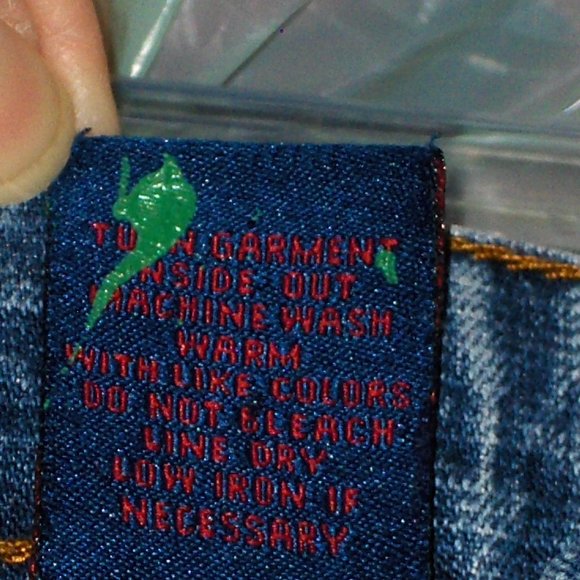 TURN GARMENT
INSIDE OUT
MACHINE WASH
WARM
WITH LIKE COLORS
DO NOT BLEACH
LINE DRY
LOW IRON IF
NECESSARY